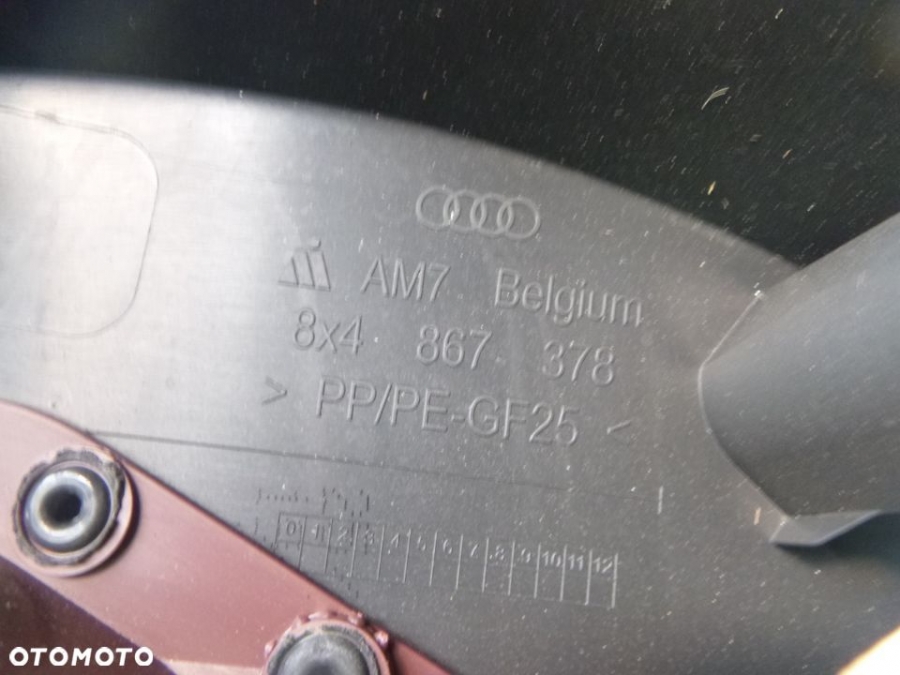 AM7 Belgium
8x4 867 378
> PP/PE-GF25 <
0 1 2 3 4 5 6 7 8 9 10 11 12
OTOMOTO